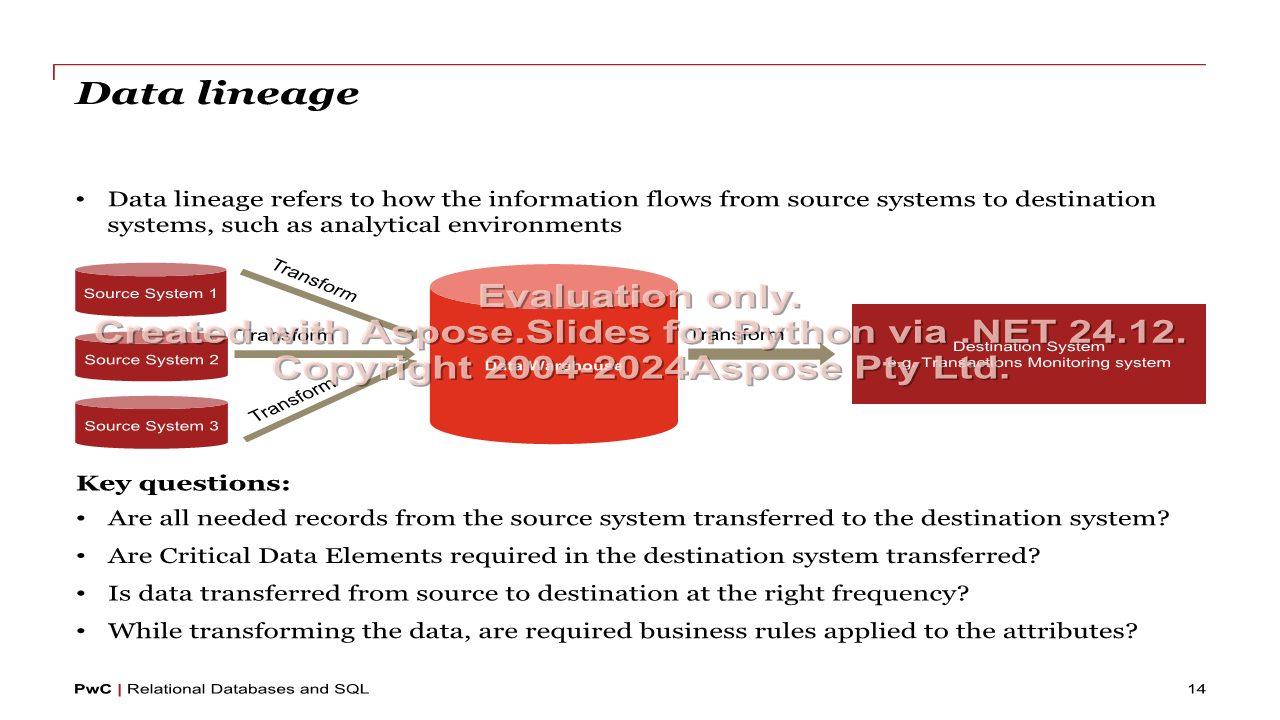 Data lineage
• Data lineage refers to how the information flows from source systems to destination
systems, such as analytical environments
Source System 1
Source System 2
Source System 3
Transform
Transform
Transform
Data Warehouse
Transform
Destination System
e.g. Transactions Monitoring system
Evaluation only.
Created with Aspose.Slides for Python via .NET 24.12.
Copyright 2004-2024Aspose Pty Ltd.
Key questions:
• Are all needed records from the source system transferred to the destination system?
• Are Critical Data Elements required in the destination system transferred?
• Is data transferred from source to destination at the right frequency?
• While transforming the data, are required business rules applied to the attributes?
PwC | Relational Databases and SQL
14